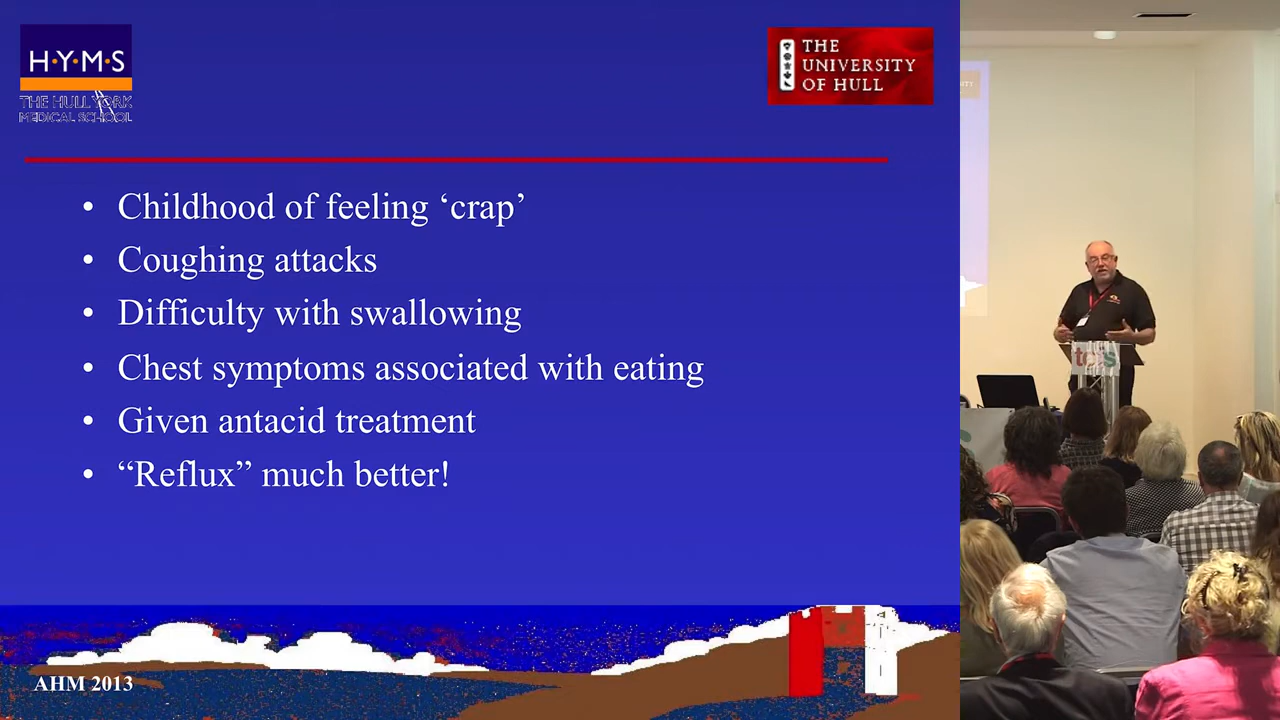 H·Y·M·S
THE HULL YORK
MEDICAL SCHOOL
THE
UNIVERSITY
OF HULL
• Childhood of feeling ‘crap’
• Coughing attacks
• Difficulty with swallowing
• Chest symptoms associated with eating
• Given antacid treatment
• “Reflux” much better!
AHM 2013